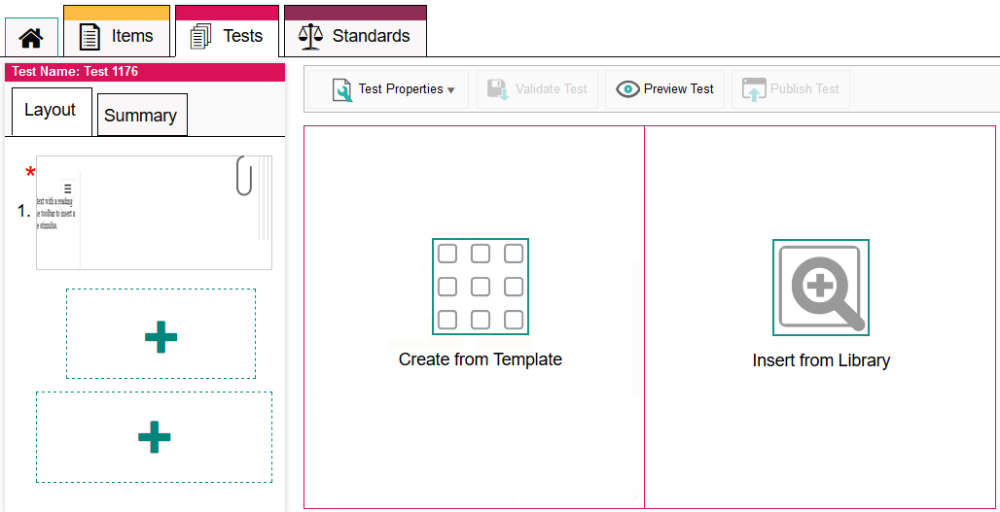 Items
Tests
Standards
Test Name: Test 1176
Layout
Summary
Test Properties
Validate Test
Preview Test
Publish Test
*
1.
text with a reading
toolbar to insert a
stimulus.
Create from Template
Insert from Library